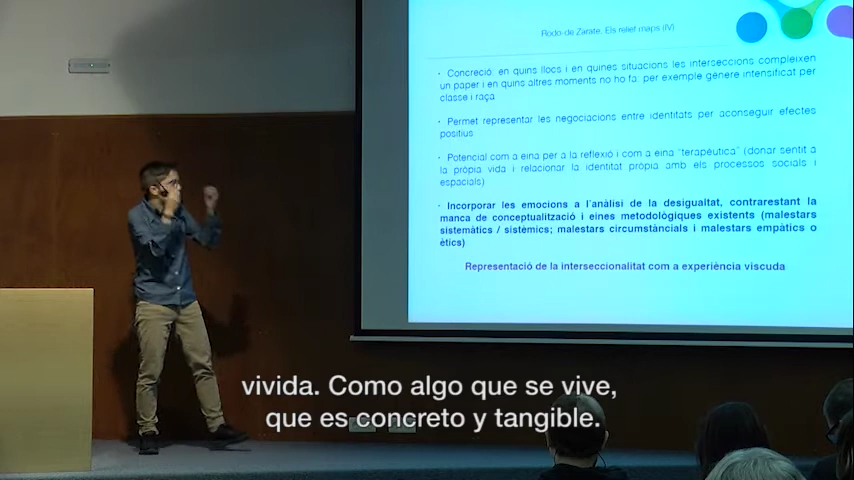 Rodo-de Zarate. Els relief maps (IV)
· Concreció: en quins llocs i en quines situacions les interseccions compleixen
un paper i en quins altres moments no ho fa: per exemple gènere intensificat per
classe i raça
· Permet representar les negociacions entre identitats per aconseguir efectes
positius
· Potencial com a eina per a la reflexió i com a eina "terapèutica" (donar sentit a
la pròpia vida i relacionar la identitat pròpia amb els processos socials i
espacials)
· Incorporar les emocions a l'anàlisi de la desigualtat, contrarestant la
manca de conceptualització i eines metodològiques existents (malestars
sistemàtics / sistèmics; malestars circumstàncials i malestars empàtics o
ètics)
Representació de la interseccionalitat com a experiència viscuda
vivida. Como algo que se vive,
que es concreto y tangible.